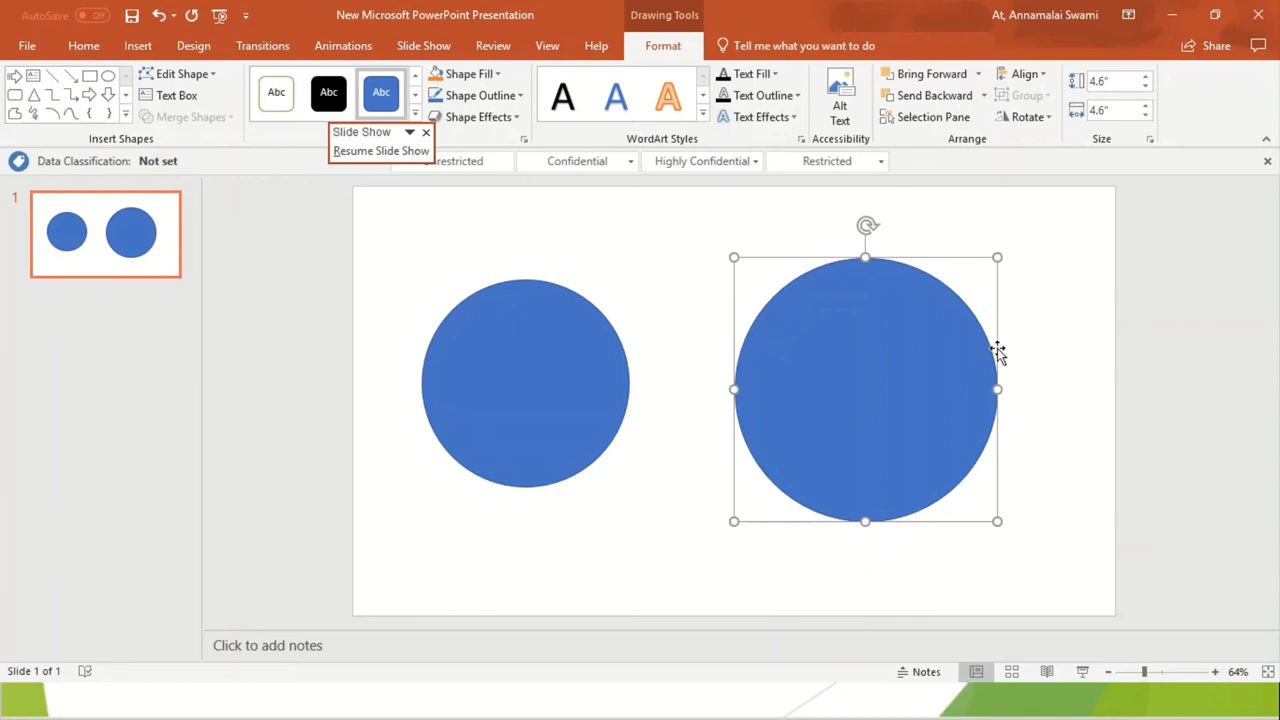 AutoSave Off New Microsoft PowerPoint Presentation Drawing Tools At, Annamalai Swami
File Home Insert Design Transitions Animations Slide Show Review View Help Format Tell me what you want to do Share
Edit Shape Text Box Merge Shapes
Insert Shapes
Abc Abc Abc
Shape Fill
Shape Outline
Shape Effects
Slide Show
Resume Slide Show
A A A
Text Fill
Text Outline
Text Effects
WordArt Styles
Alt
Text
Accessibility
Bring Forward Align
Send Backward Group
Selection Pane Rotate
Arrange
4.6"
4.6"
Size
Data Classification: Not set restricted Confidential Highly Confidential Restricted
1
Click to add notes
Slide 1 of 1 Notes 64%